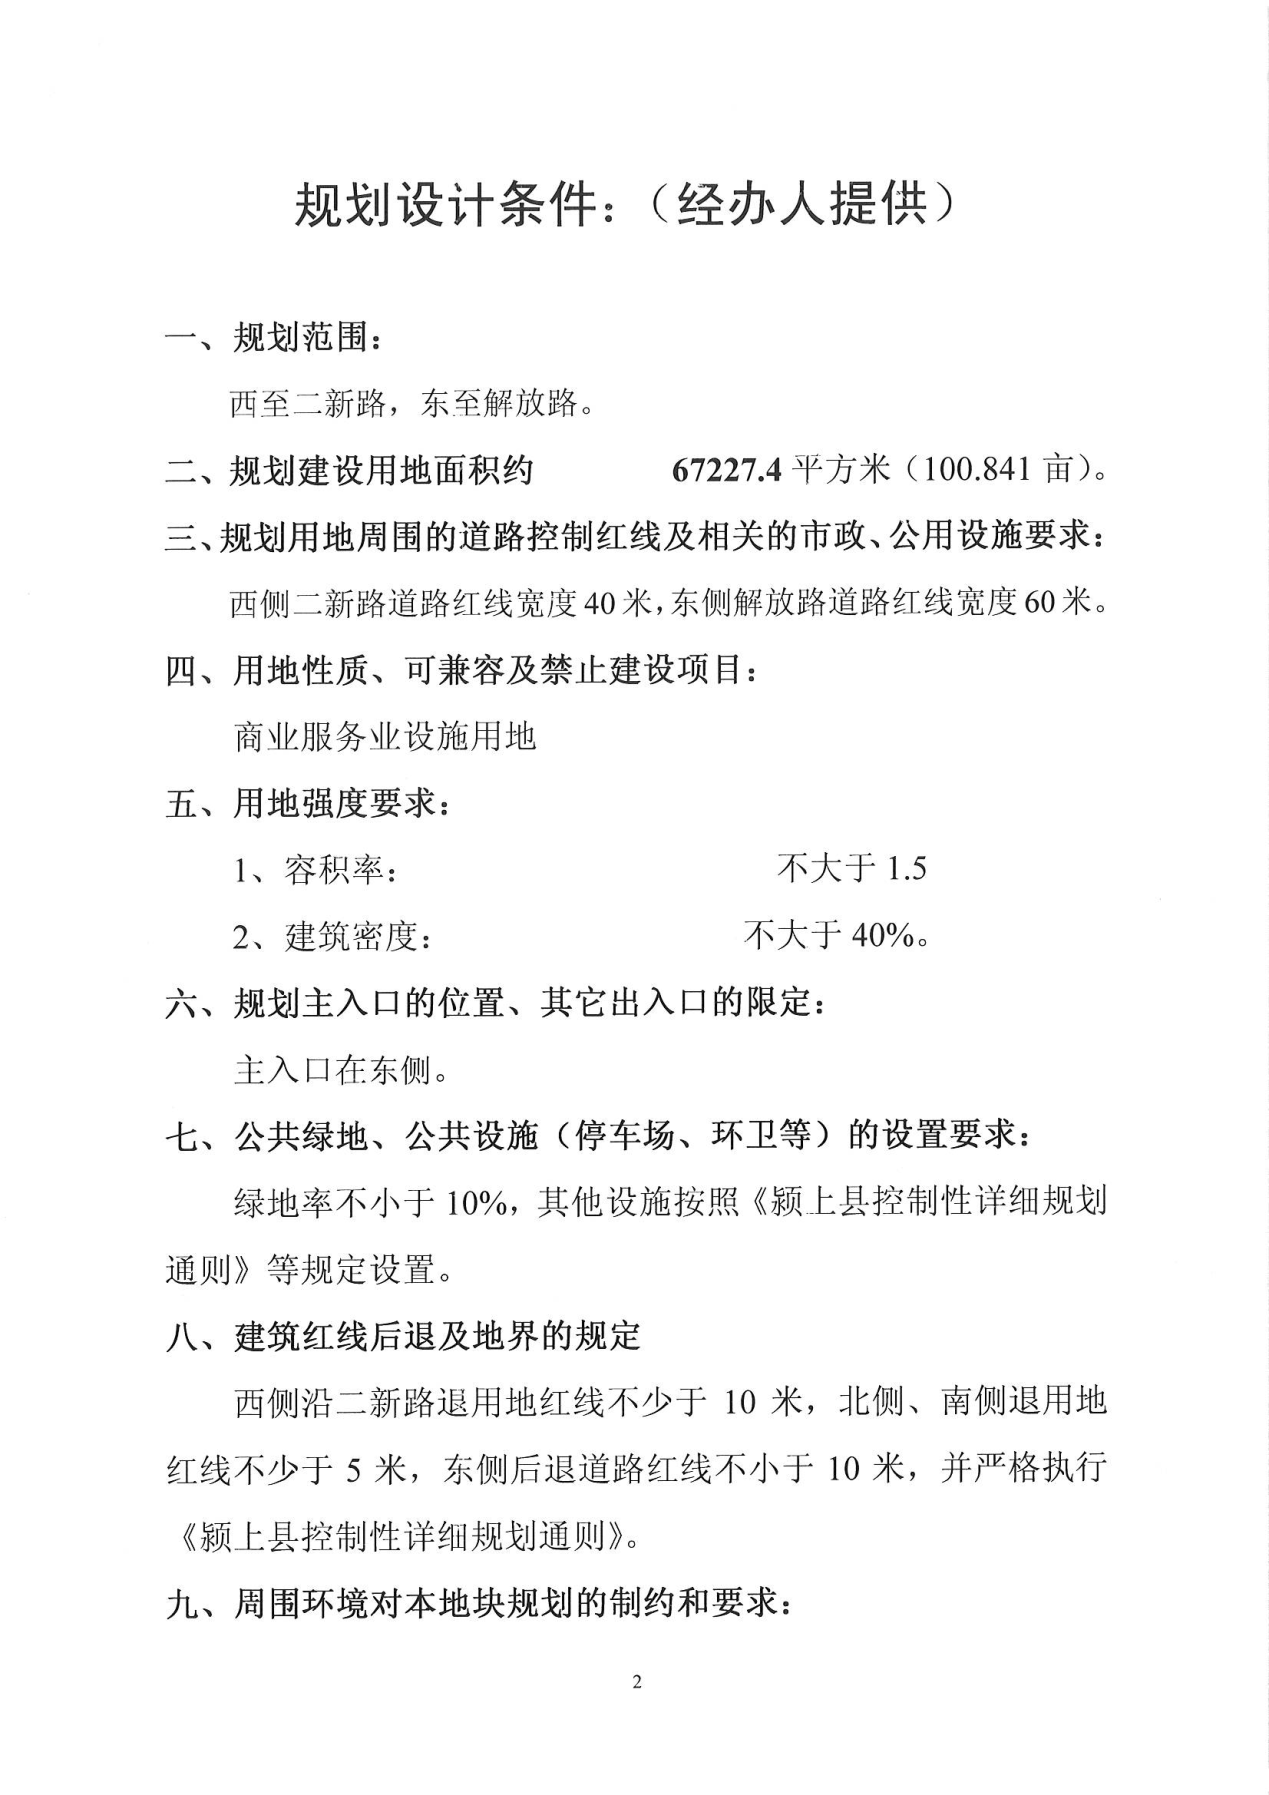 规划设计条件：（经办人提供）
一、规划范围：
西至二新路，东至解放路。
二、规划建设用地面积约 67227.4 平方米（100.841 亩）。
三、规划用地周围的道路控制红线及相关的市政、公用设施要求：
西侧二新路道路红线宽度 40 米，东侧解放路道路红线宽度 60 米。
四、用地性质、可兼容及禁止建设项目：
商业服务业设施用地
五、用地强度要求：
1、容积率： 不大于 1.5
2、建筑密度： 不大于 40%。
六、规划主入口的位置、其它出入口的限定：
主入口在东侧。
七、公共绿地、公共设施（停车场、环卫等）的设置要求：
绿地率不小于 10%，其他设施按照《颍上县控制性详细规划
通则》等规定设置。
八、建筑红线后退及地界的规定
西侧沿二新路退用地红线不少于 10 米，北侧、南侧退用地
红线不少于 5 米，东侧后退道路红线不小于 10 米，并严格执行
《颍上县控制性详细规划通则》。
九、周围环境对本地块规划的制约和要求：
2